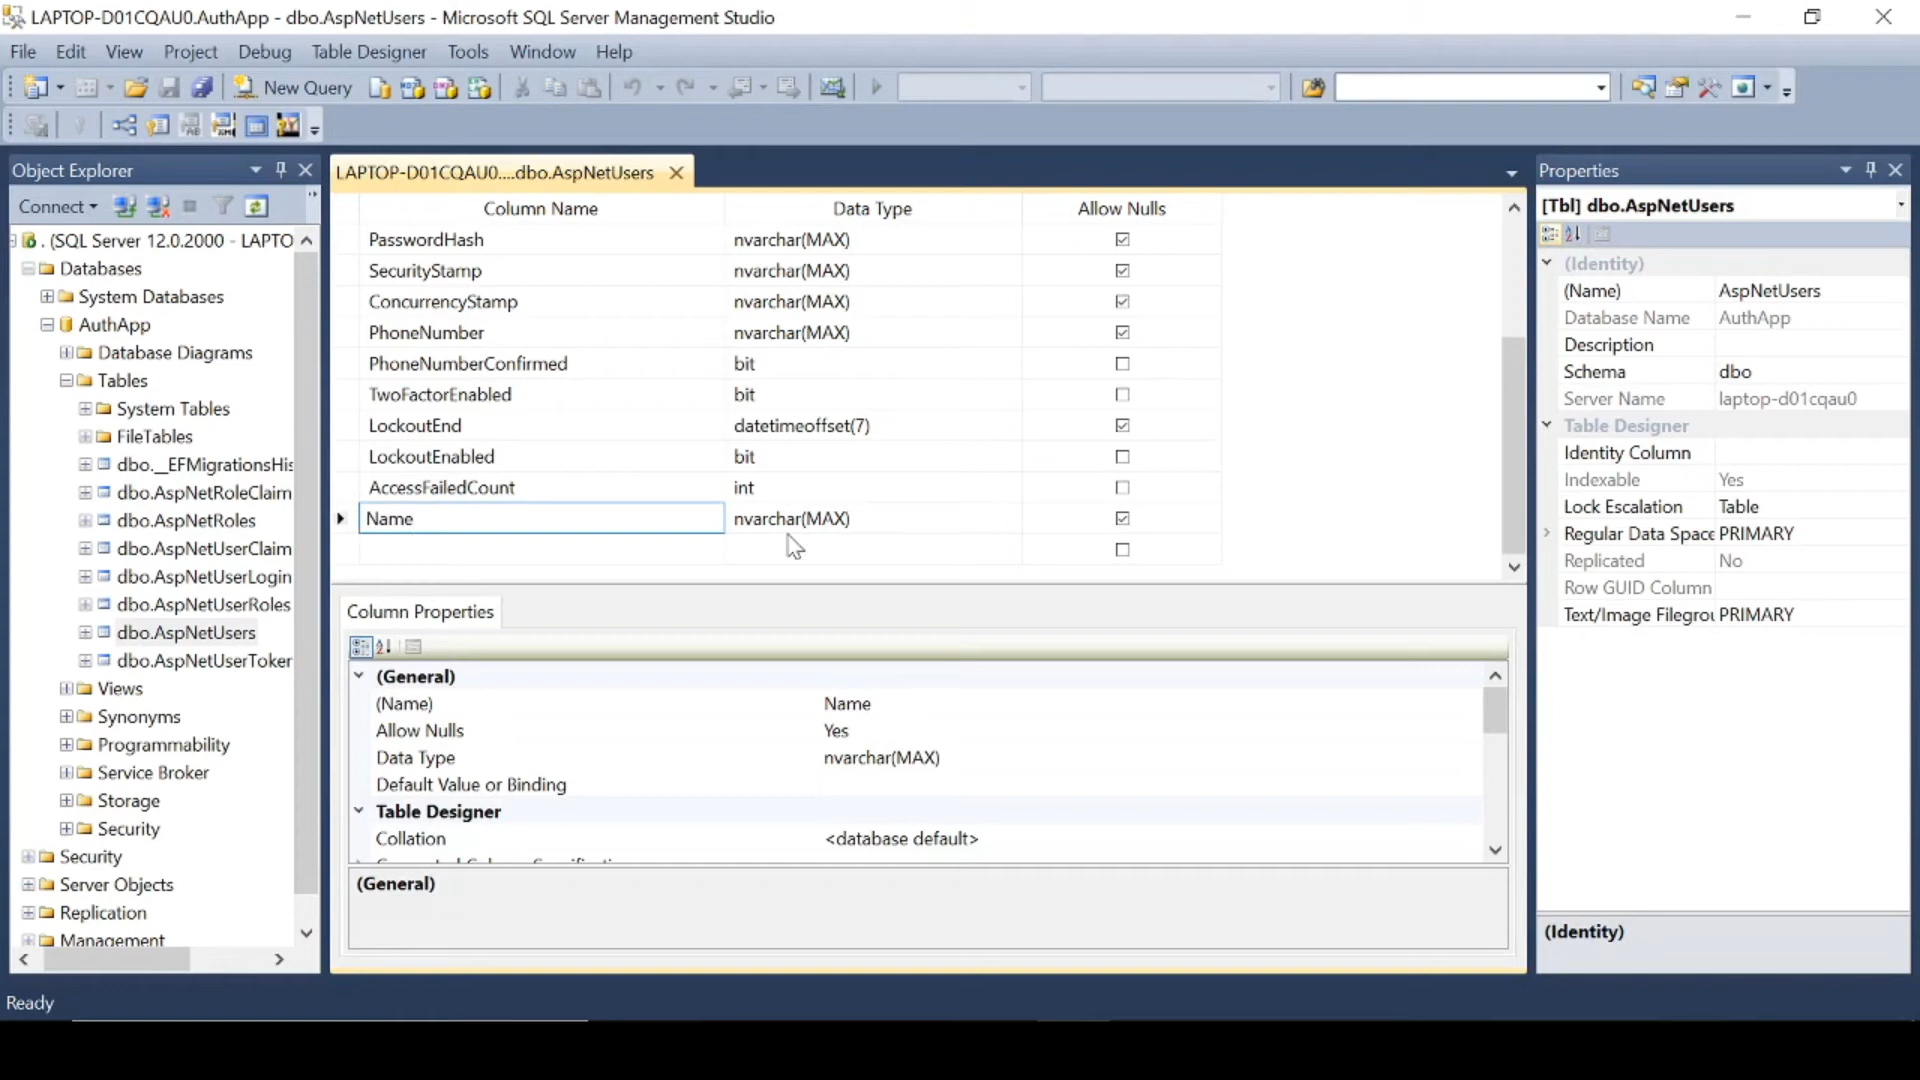 LAPTOP-D01CQAU0.AuthApp - dbo.AspNetUsers - Microsoft SQL Server Management Studio
File Edit View Project Debug Table Designer Tools Window Help
New Query
Object Explorer
Connect
. (SQL Server 12.0.2000 - LAPTO
Databases
System Databases
AuthApp
Database Diagrams
Tables
System Tables
FileTables
dbo.__EFMigrationsHis
dbo.AspNetRoleClaim
dbo.AspNetRoles
dbo.AspNetUserClaim
dbo.AspNetUserLogin
dbo.AspNetUserRoles
dbo.AspNetUsers
dbo.AspNetUserToken
Views
Synonyms
Programmability
Service Broker
Storage
Security
Security
Server Objects
Replication
Management
LAPTOP-D01CQAU0....dbo.AspNetUsers
Column Name Data Type Allow Nulls
PasswordHash nvarchar(MAX)
SecurityStamp nvarchar(MAX)
ConcurrencyStamp nvarchar(MAX)
PhoneNumber nvarchar(MAX)
PhoneNumberConfirmed bit
TwoFactorEnabled bit
LockoutEnd datetimeoffset(7)
LockoutEnabled bit
AccessFailedCount int
Name nvarchar(MAX)
Column Properties
(General)
(Name) Name
Allow Nulls Yes
Data Type nvarchar(MAX)
Default Value or Binding
Table Designer
Collation <database default>
(General)
Properties
[Tbl] dbo.AspNetUsers
(Identity)
(Name) AspNetUsers
Database Name AuthApp
Description
Schema dbo
Server Name laptop-d01cqau0
Table Designer
Identity Column
Indexable Yes
Lock Escalation Table
Regular Data Space PRIMARY
Replicated No
Row GUID Column
Text/Image Filegrou PRIMARY
(Identity)
Ready